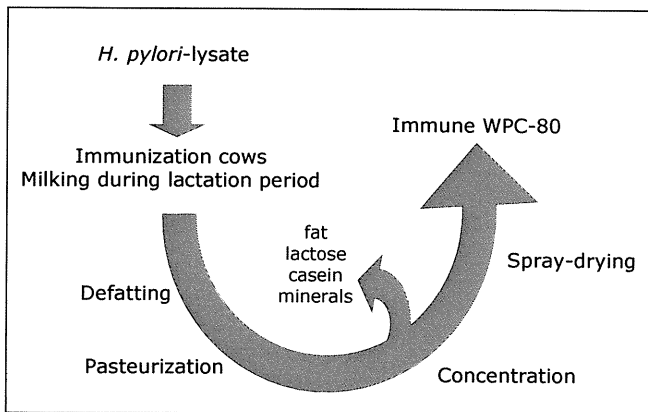 H. pylori-lysate
Immunization cows
Milking during lactation period
Defatting
Pasteurization
fat
lactose
casein
minerals
Concentration
Spray-drying
Immune WPC-80